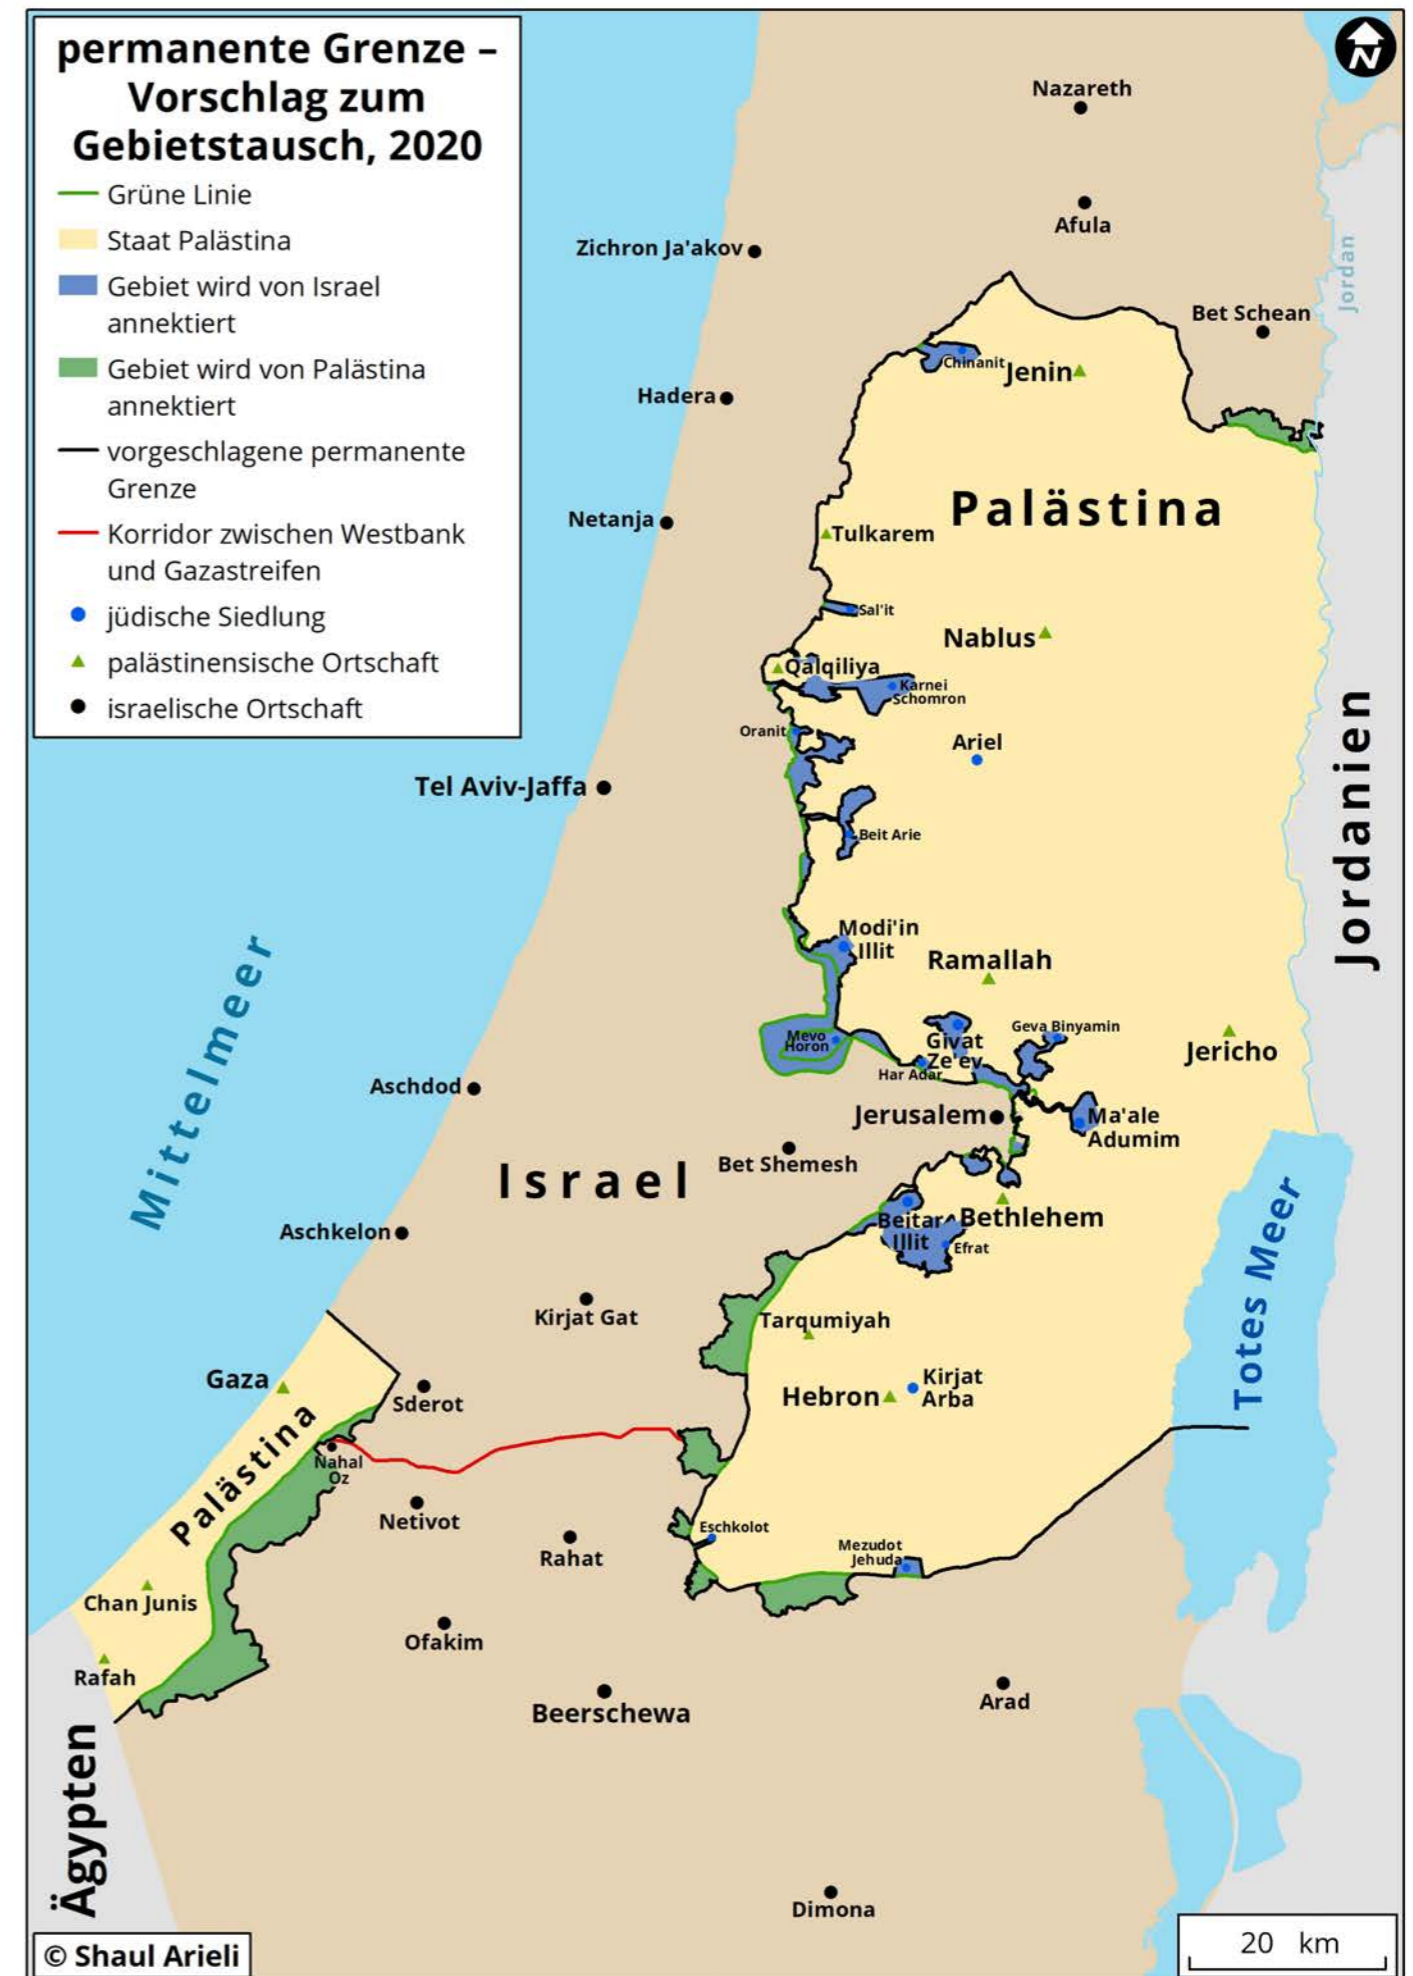 permanente Grenze –
Vorschlag zum
Gebietstausch, 2020
Grüne Linie
Staat Palästina
Gebiet wird von Israel
annektiert
Gebiet wird von Palästina
annektiert
vorgeschlagene permanente
Grenze
Korridor zwischen Westbank
und Gazastreifen
jüdische Siedlung
palästinensische Ortschaft
israelische Ortschaft
N
Nazareth
Afula
Zichron Ja'akov
Jordan
Bet Schean
Chinanit
Jenin
Hadera
Palästina
Netanja
Tulkarem
Sal'it
Nablus
Qalqiliya
Karnei
Schomron
Oranit
Ariel
Tel Aviv-Jaffa
Beit Arie
Jordanien
Modi'in
Illit
Ramallah
Mevo
Horon
Givat
Ze'ev
Geva Binyamin
Jericho
Har Adar
Mittelmeer
Aschdod
Jerusalem
Ma'ale
Adumim
Bet Shemesh
Israel
Aschkelon
Beitar
Illit
Bethlehem
Efrat
Totes Meer
Kirjat Gat
Tarqumiyah
Gaza
Sderot
Hebron
Kirjat
Arba
Palästina
Nahal
Oz
Netivot
Rahat
Eschkolot
Mezudot
Jehuda
Chan Junis
Ofakim
Rafah
Beerschewa
Arad
Ägypten
Dimona
© Shaul Arieli
20 km